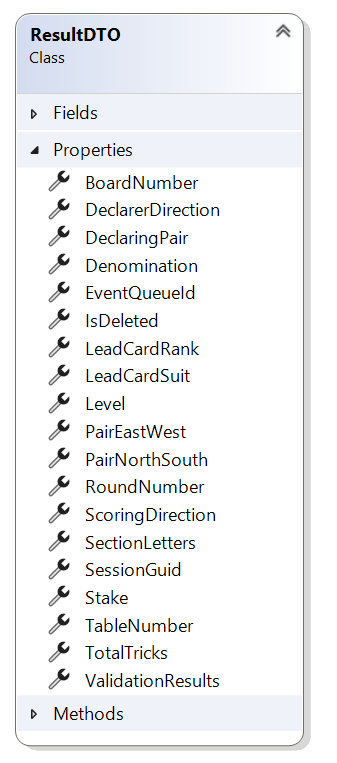 ResultDTO
Class
Fields
Properties
BoardNumber
DeclarerDirection
DeclaringPair
Denomination
EventQueueId
IsDeleted
LeadCardRank
LeadCardSuit
Level
PairEastWest
PairNorthSouth
RoundNumber
ScoringDirection
SectionLetters
SessionGuid
Stake
TableNumber
TotalTricks
ValidationResults
Methods